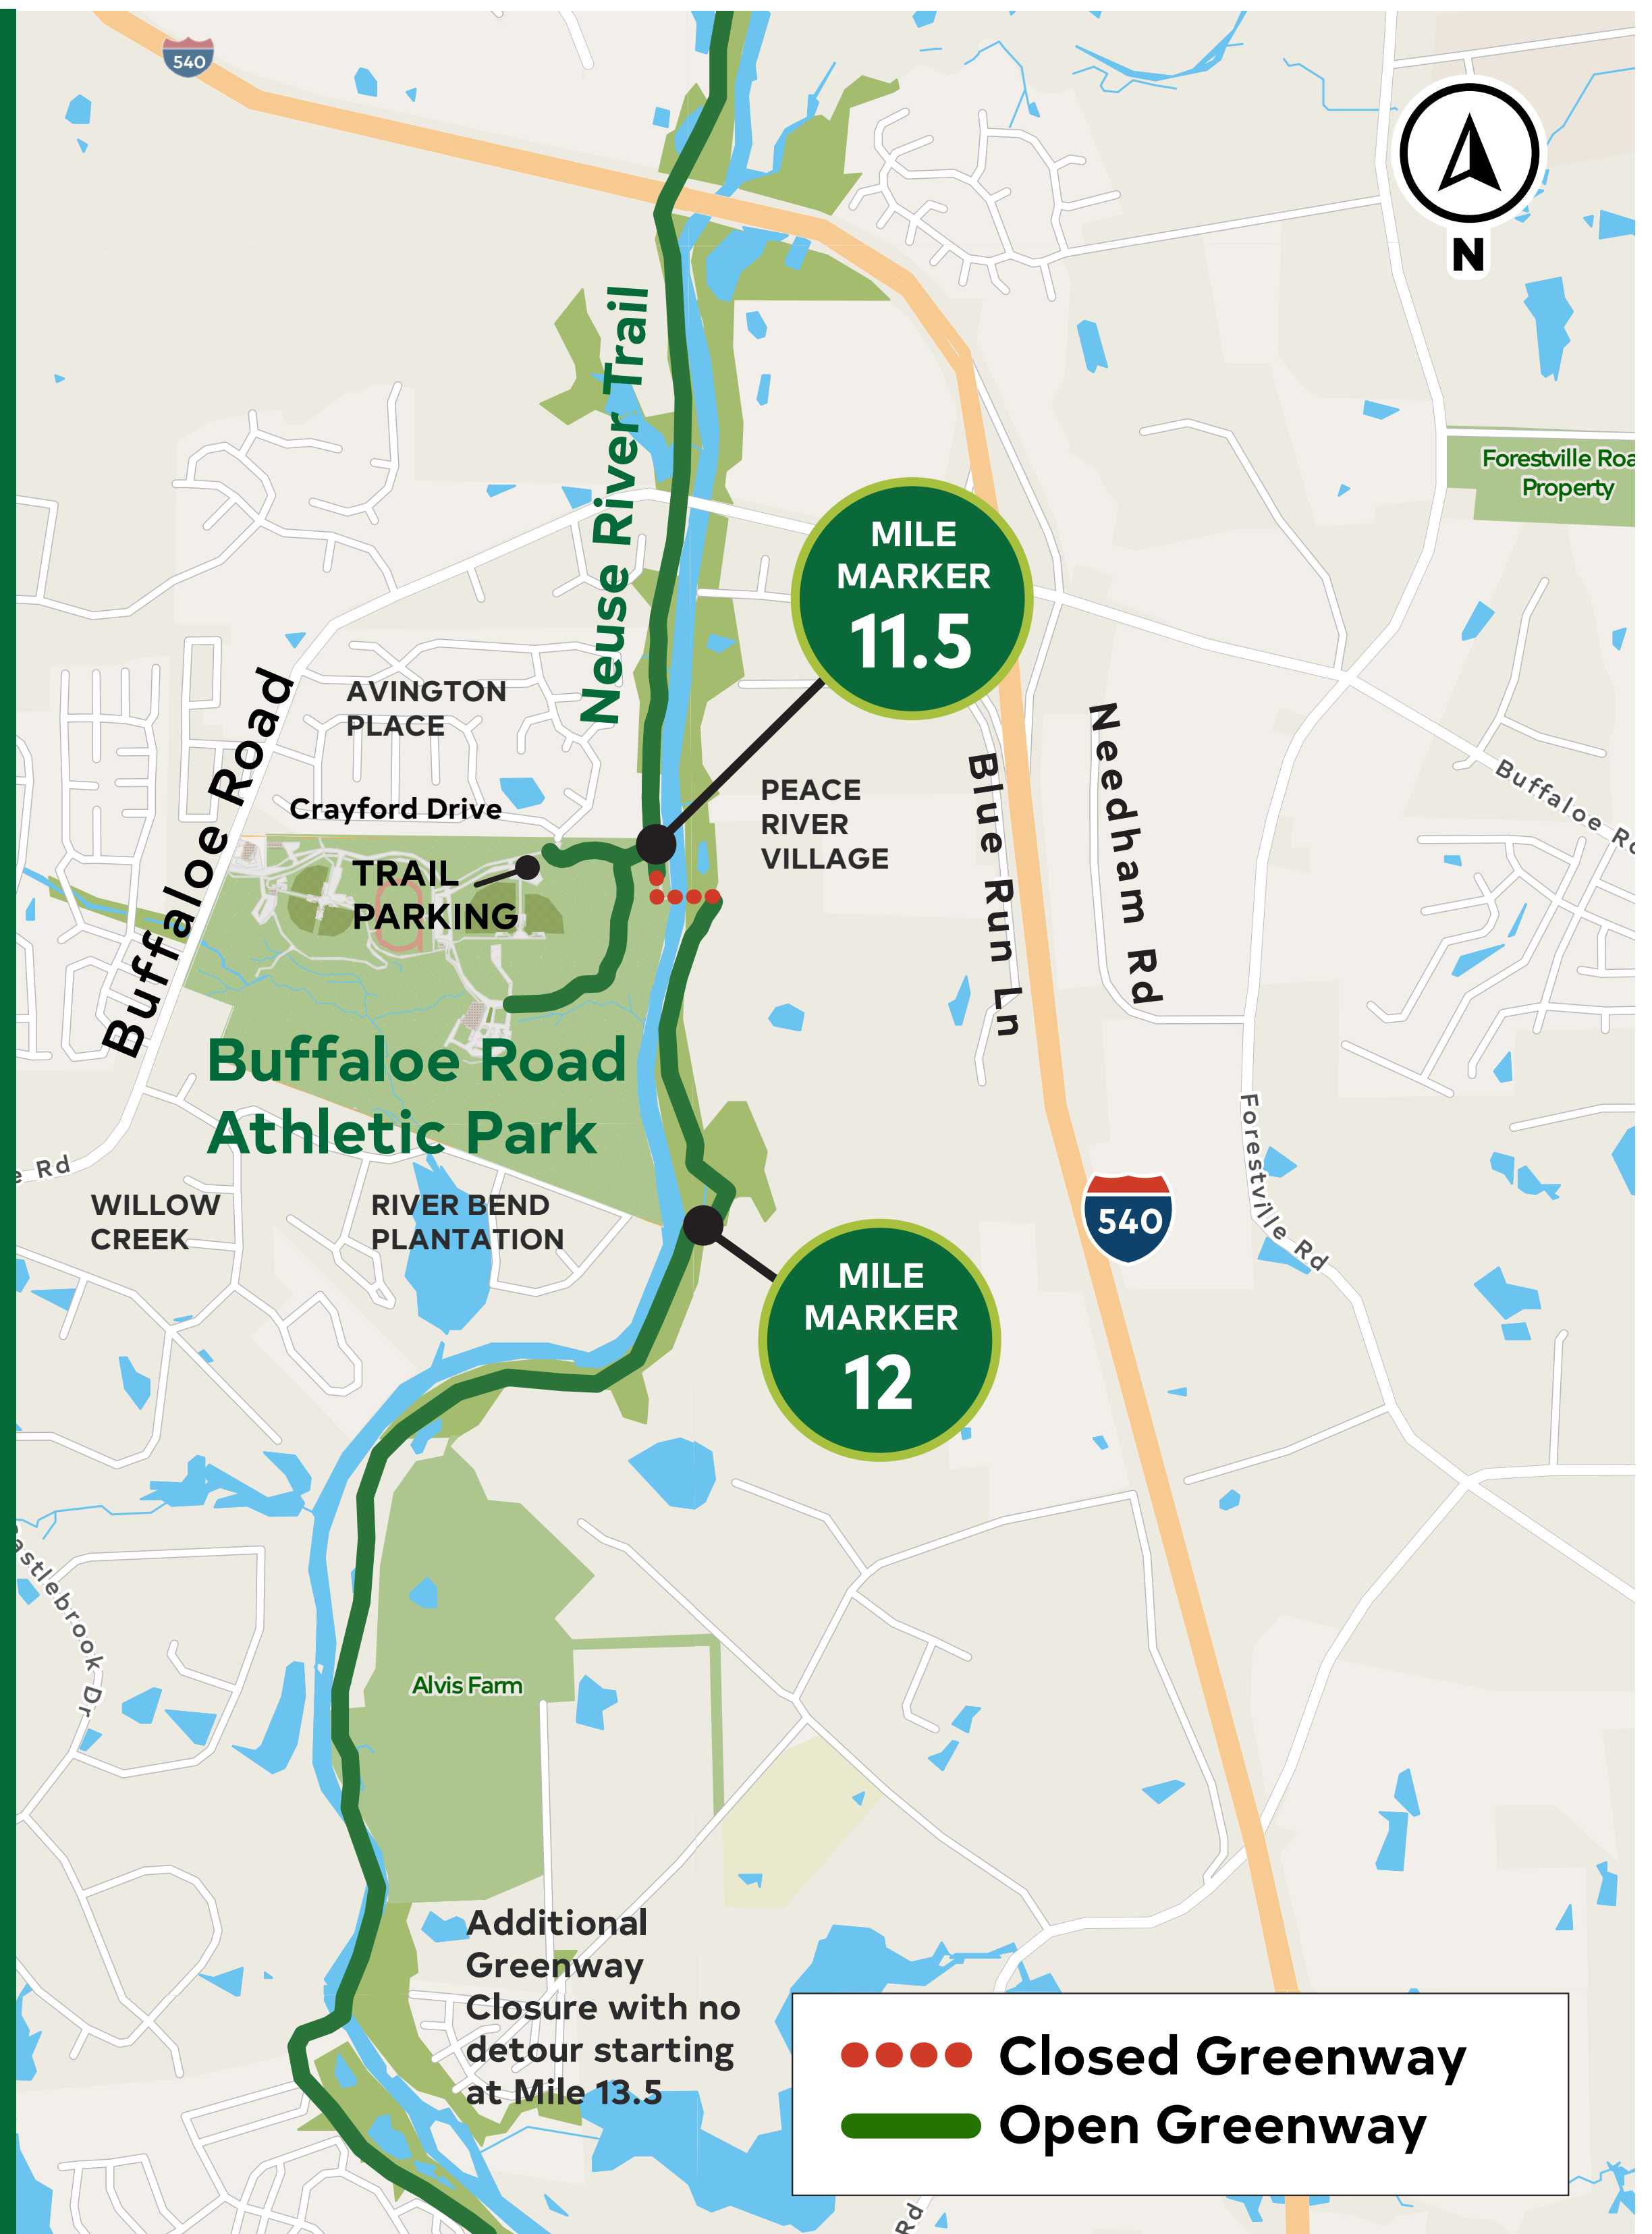 540
N
Neuse River Trail
Forestville Roa
Property
MILE
MARKER
11.5
AVINGTON
PLACE
Buffaloe Road
Crayford Drive
PEACE
RIVER
VILLAGE
Blue Run Ln
Needham Rd
Buffaloe Rd
TRAIL
PARKING
Buffaloe Road
Athletic Park
e Rd
WILLOW
CREEK
RIVER BEND
PLANTATION
540
Forestville Rd
MILE
MARKER
12
astlebrook Dr
Alvis Farm
Additional
Greenway
Closure with no
detour starting
at Mile 13.5
Closed Greenway
Open Greenway
Rd